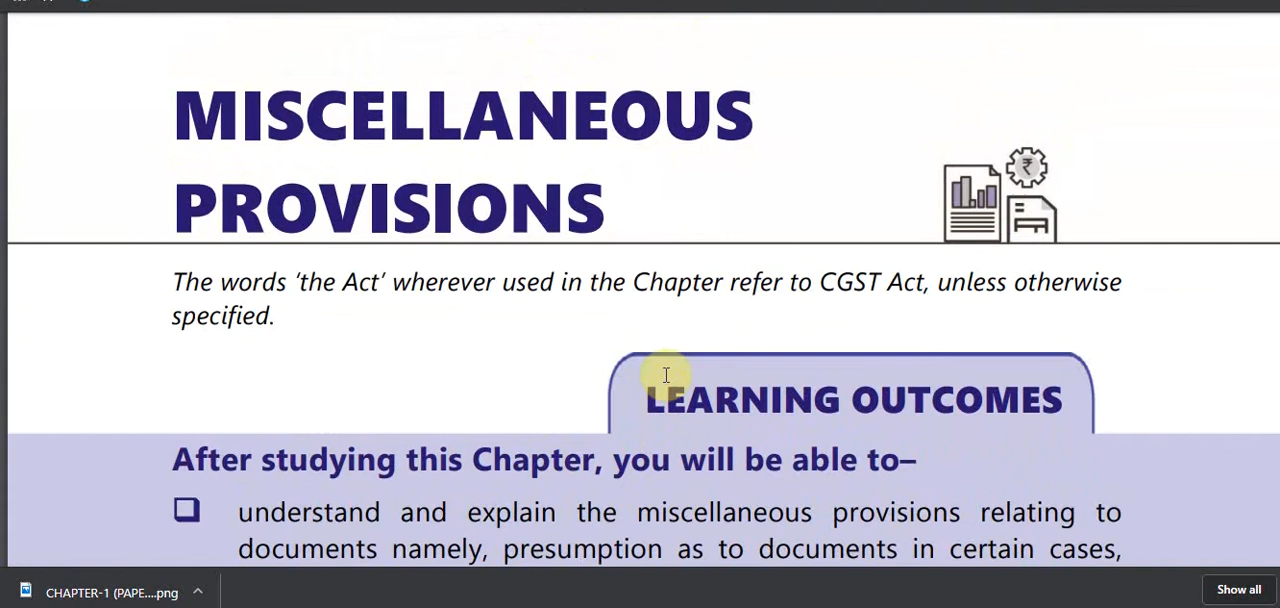 MISCELLANEOUS
PROVISIONS
₹
The words ‘the Act’ wherever used in the Chapter refer to CGST Act, unless otherwise
specified.
LEARNING OUTCOMES
After studying this Chapter, you will be able to–
❑ understand and explain the miscellaneous provisions relating to
documents namely, presumption as to documents in certain cases,
CHAPTER-1 (PAPE....png
Show all